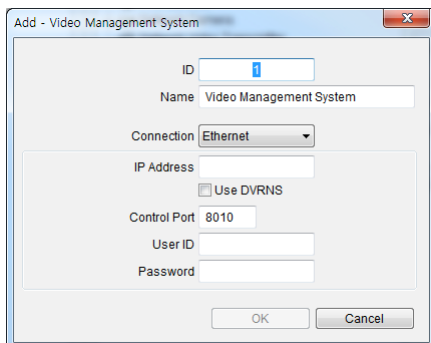 Add - Video Management System
ID 1
Name Video Management System
Connection Ethernet
IP Address
Use DVRNS
Control Port 8010
User ID
Password
OK Cancel